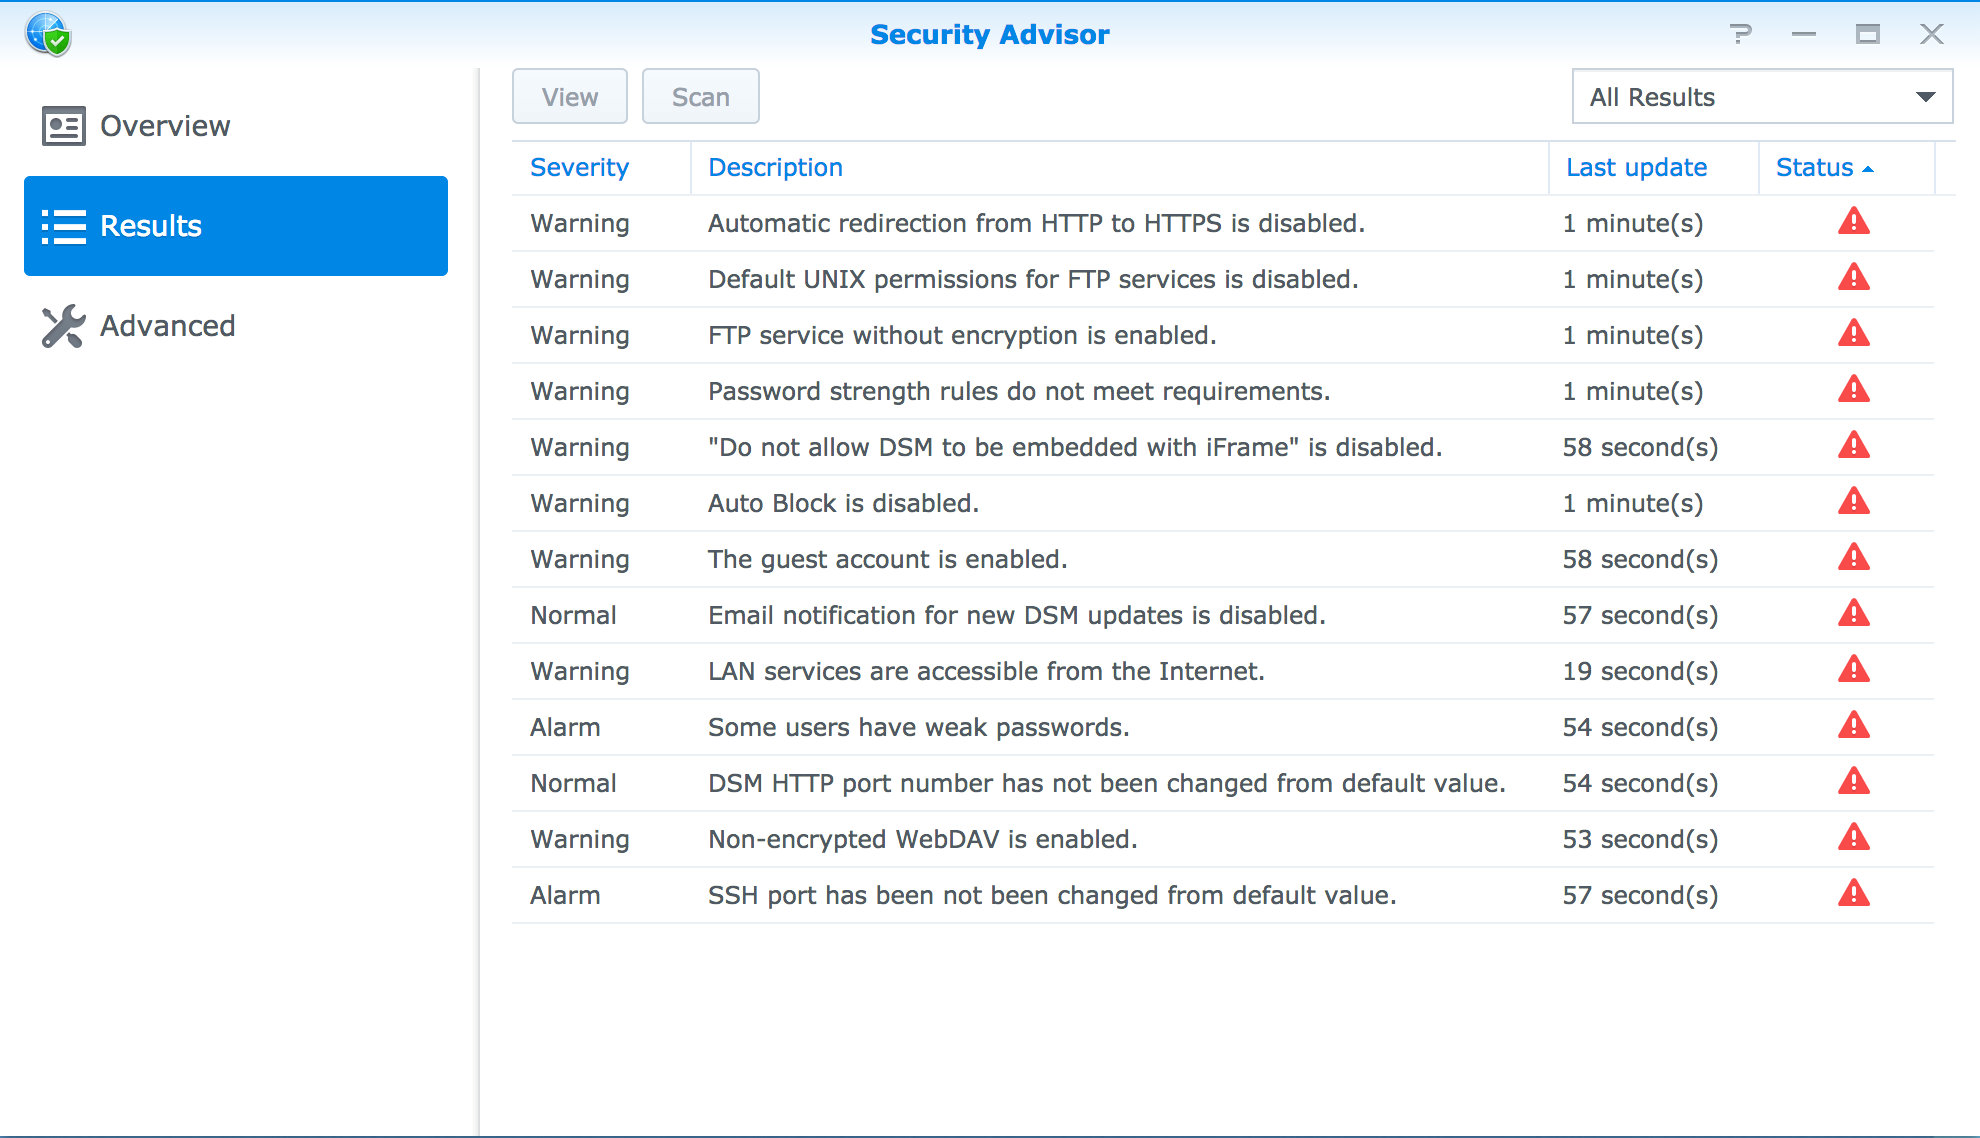 Security Advisor
Overview
Results
Advanced
View Scan All Results
Severity Description Last update Status
Warning Automatic redirection from HTTP to HTTPS is disabled. 1 minute(s)
Warning Default UNIX permissions for FTP services is disabled. 1 minute(s)
Warning FTP service without encryption is enabled. 1 minute(s)
Warning Password strength rules do not meet requirements. 1 minute(s)
Warning "Do not allow DSM to be embedded with iFrame" is disabled. 58 second(s)
Warning Auto Block is disabled. 1 minute(s)
Warning The guest account is enabled. 58 second(s)
Normal Email notification for new DSM updates is disabled. 57 second(s)
Warning LAN services are accessible from the Internet. 19 second(s)
Alarm Some users have weak passwords. 54 second(s)
Normal DSM HTTP port number has not been changed from default value. 54 second(s)
Warning Non-encrypted WebDAV is enabled. 53 second(s)
Alarm SSH port has been not been changed from default value. 57 second(s)